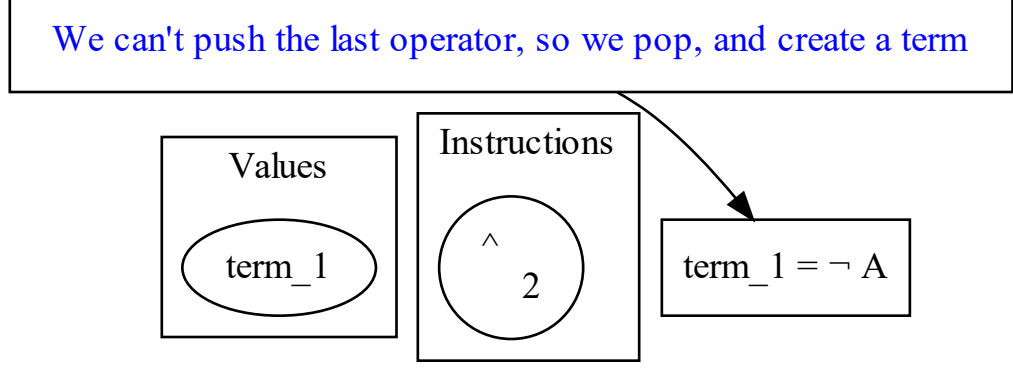 We can't push the last operator, so we pop, and create a term
Values
term_1
Instructions
^
2
term_1 = ¬ A